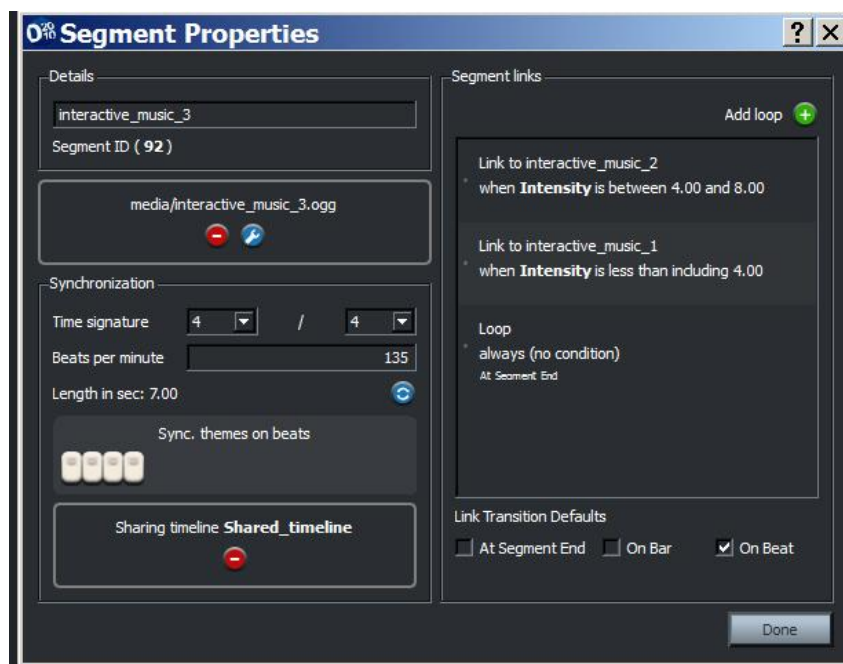 Segment Properties
Details
interactive_music_3
Segment ID ( 92 )
media/interactive_music_3.ogg
Synchronization
Time signature 4 / 4
Beats per minute 135
Length in sec: 7.00
Sync. themes on beats
Sharing timeline Shared_timeline
Segment links
Add loop
Link to interactive_music_2
when Intensity is between 4.00 and 8.00
Link to interactive_music_1
when Intensity is less than including 4.00
Loop
always (no condition)
At Segment End
Link Transition Defaults
At Segment End On Bar On Beat
Done